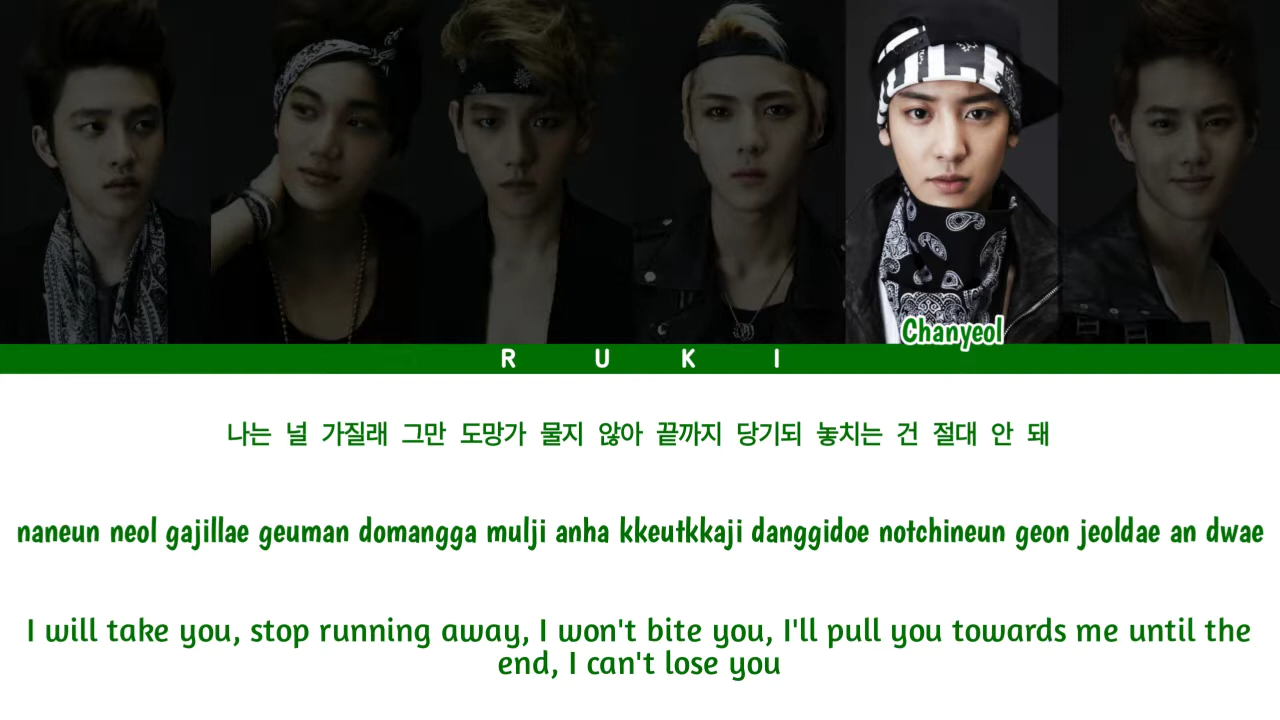 Chanyeol
R U K I
나는 널 가질래 그만 도망가 물지 않아 끝까지 당기되 놓치는 건 절대 안 돼
naneun neol gajillae geuman domangga mulji anha kkeutkkaji danggidoe notchineun geon jeoldae an dwae
I will take you, stop running away, I won't bite you, I'll pull you towards me until the
end, I can't lose you